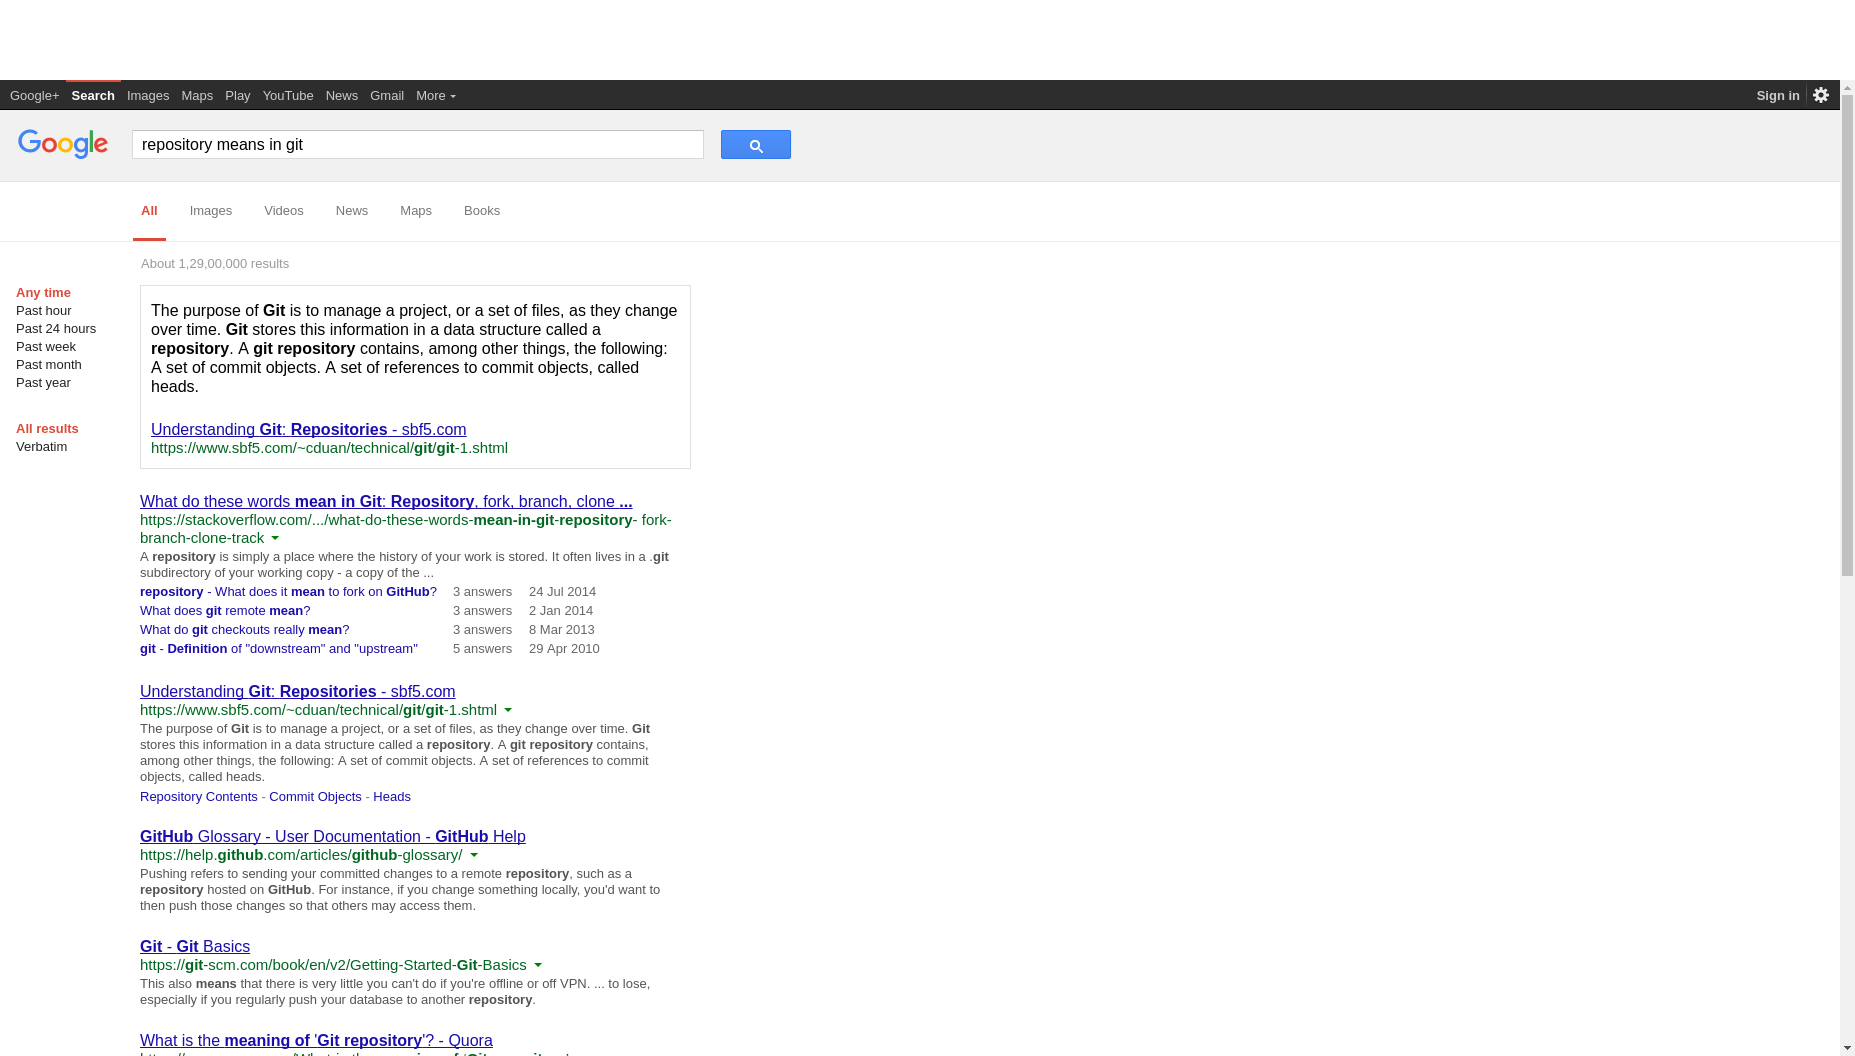 Google+ Search Images Maps Play YouTube News Gmail More Sign in
Google repository means in git
All Images Videos News Maps Books
About 1,29,00,000 results
Any time
Past hour
Past 24 hours
Past week
Past month
Past year
All results
Verbatim
The purpose of Git is to manage a project, or a set of files, as they change
over time. Git stores this information in a data structure called a
repository. A git repository contains, among other things, the following:
A set of commit objects. A set of references to commit objects, called
heads.
Understanding Git: Repositories - sbf5.com
https://www.sbf5.com/~cduan/technical/git/git-1.shtml
What do these words mean in Git: Repository, fork, branch, clone ...
https://stackoverflow.com/.../what-do-these-words-mean-in-git-repository- fork-
branch-clone-track
A repository is simply a place where the history of your work is stored. It often lives in a .git
subdirectory of your working copy - a copy of the ...
repository - What does it mean to fork on GitHub? 3 answers 24 Jul 2014
What does git remote mean? 3 answers 2 Jan 2014
What do git checkouts really mean? 3 answers 8 Mar 2013
git - Definition of "downstream" and "upstream" 5 answers 29 Apr 2010
Understanding Git: Repositories - sbf5.com
https://www.sbf5.com/~cduan/technical/git/git-1.shtml
The purpose of Git is to manage a project, or a set of files, as they change over time. Git
stores this information in a data structure called a repository. A git repository contains,
among other things, the following: A set of commit objects. A set of references to commit
objects, called heads.
Repository Contents - Commit Objects - Heads
GitHub Glossary - User Documentation - GitHub Help
https://help.github.com/articles/github-glossary/
Pushing refers to sending your committed changes to a remote repository, such as a
repository hosted on GitHub. For instance, if you change something locally, you'd want to
then push those changes so that others may access them.
Git - Git Basics
https://git-scm.com/book/en/v2/Getting-Started-Git-Basics
This also means that there is very little you can't do if you're offline or off VPN. ... to lose,
especially if you regularly push your database to another repository.
What is the meaning of 'Git repository'? - Quora